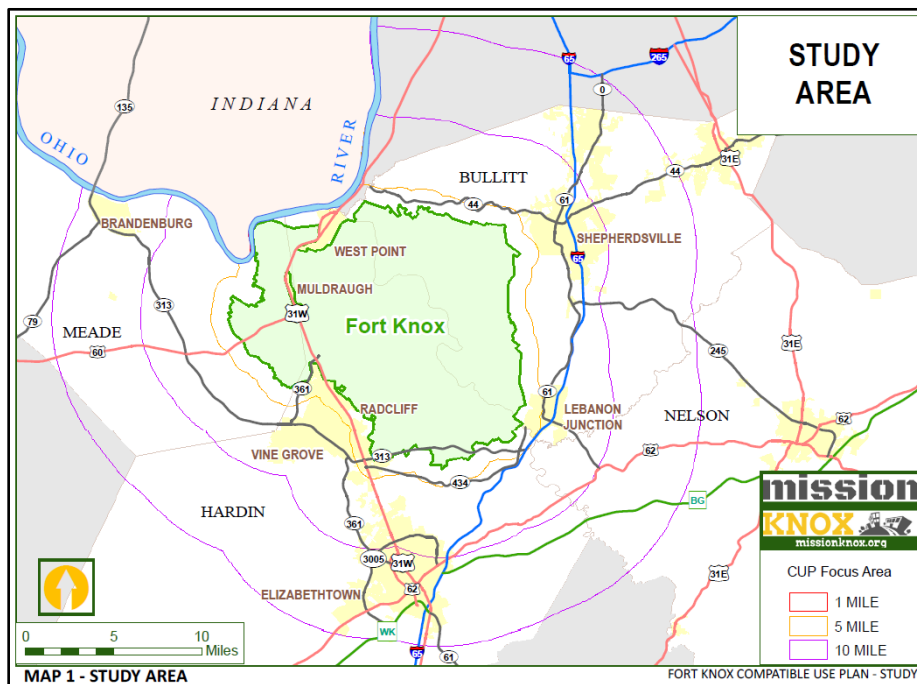 STUDY
AREA
65
265
0
135
INDIANA
OHIO
RIVER
31E
44
BULLITT
44
61
BRANDENBURG
SHEPHERDSVILLE
WEST POINT
65
MULDRAUGH
313
31W
Fort Knox
79
MEADE
60
31E
245
361
61
RADCLIFF
LEBANON
JUNCTION
NELSON
62
62
VINE GROVE
313
434
HARDIN
361
BG
3005
31W
62
ELIZABETHTOWN
WK
65
61
31E
mission
KNOX
missionknox.org
CUP Focus Area
1 MILE
5 MILE
10 MILE
0 5 10
Miles
MAP 1 - STUDY AREA
FORT KNOX COMPATIBLE USE PLAN - STUDY